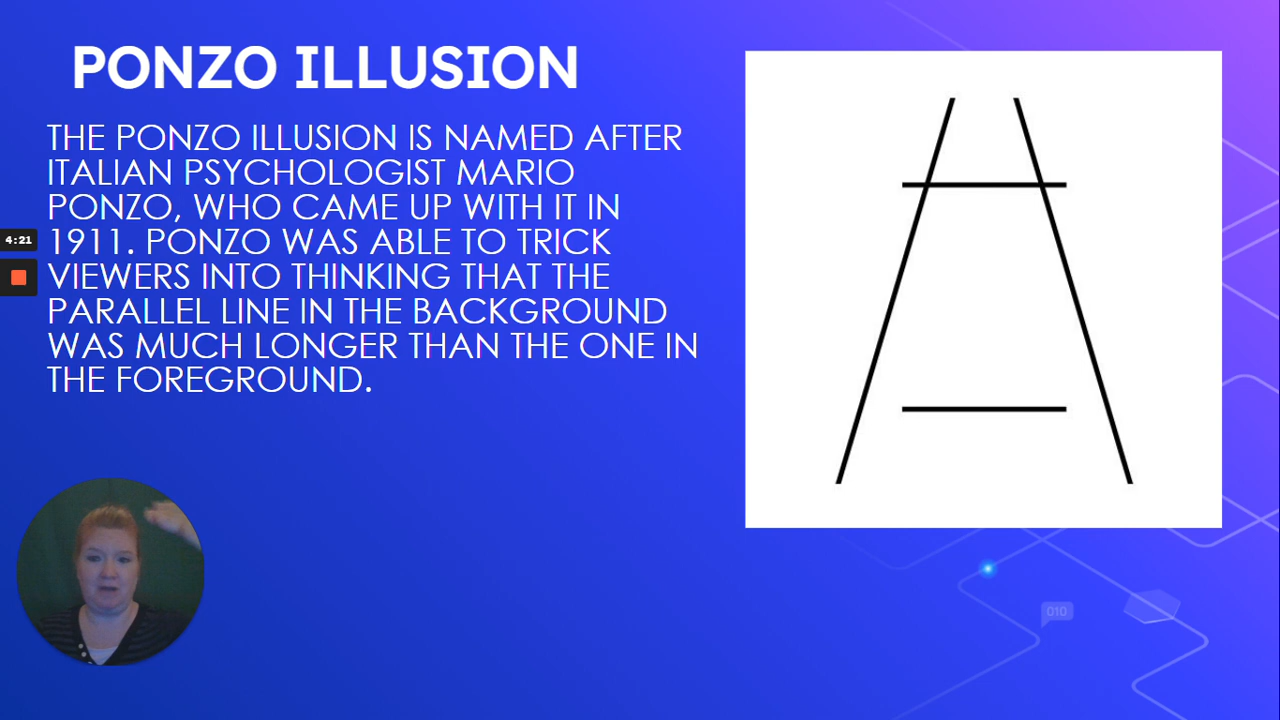 PONZO ILLUSION
THE PONZO ILLUSION IS NAMED AFTER
ITALIAN PSYCHOLOGIST MARIO
PONZO, WHO CAME UP WITH IT IN
1911. PONZO WAS ABLE TO TRICK
VIEWERS INTO THINKING THAT THE
PARALLEL LINE IN THE BACKGROUND
WAS MUCH LONGER THAN THE ONE IN
THE FOREGROUND.
4:21
010